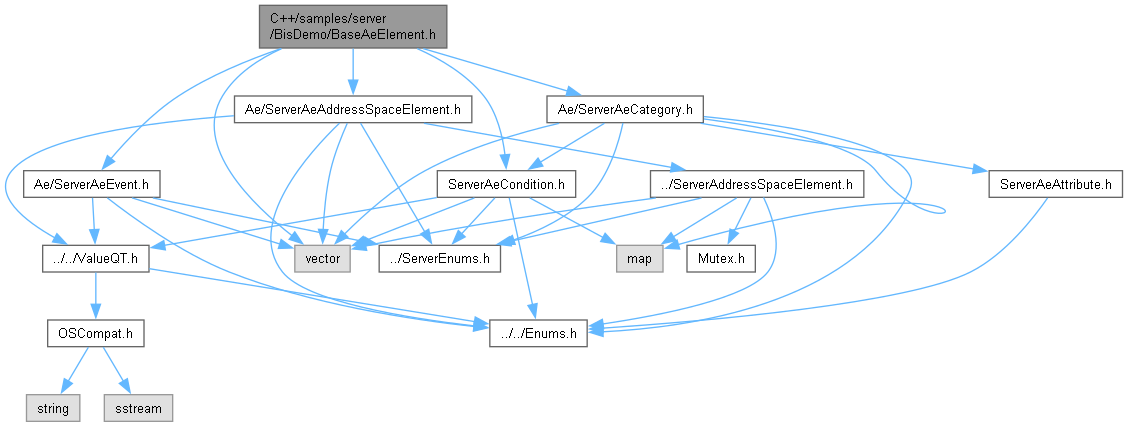 C++/samples/server
/BisDemo/BaseAeElement.h
Ae/ServerAeAddressSpaceElement.h
Ae/ServerAeCategory.h
Ae/ServerAeEvent.h
ServerAeCondition.h
../ServerAddressSpaceElement.h
ServerAeAttribute.h
../../ValueQT.h
vector
../ServerEnums.h
map
Mutex.h
OSCompat.h
../../Enums.h
string
sstream